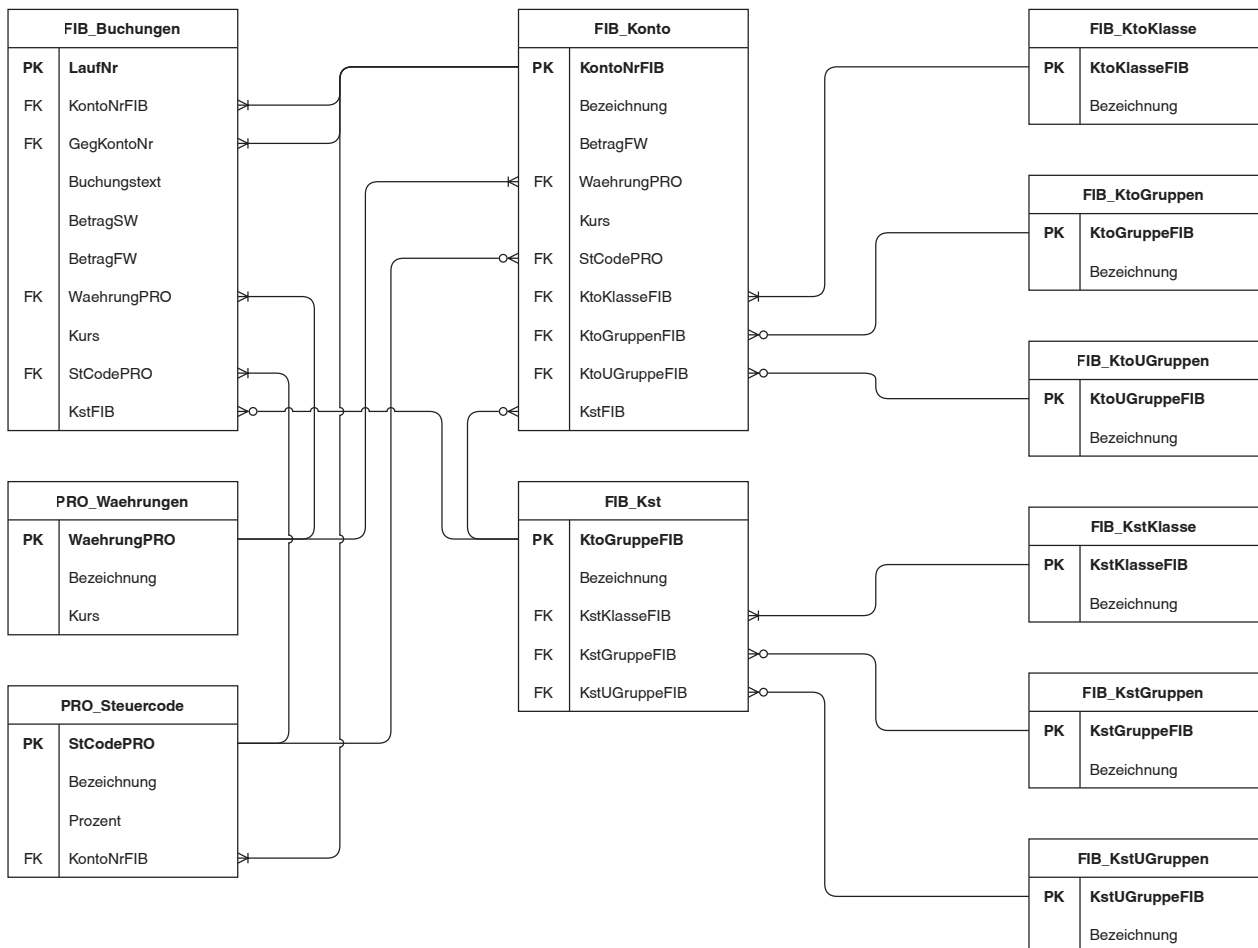 FIB_Buchungen
PK LaufNr
FK KontoNrFIB
FK GegKontoNr
Buchungstext
BetragSW
BetragFW
FK WaehrungPRO
Kurs
FK StCodePRO
KstFIB
PRO_Waehrungen
PK WaehrungPRO
Bezeichnung
Kurs
PRO_Steuercode
PK StCodePRO
Bezeichnung
Prozent
FK KontoNrFIB
FIB_Konto
PK KontoNrFIB
Bezeichnung
BetragFW
FK WaehrungPRO
Kurs
FK StCodePRO
FK KtoKlasseFIB
FK KtoGruppenFIB
FK KtoUGruppeFIB
KstFIB
FIB_Kst
PK KtoGruppeFIB
Bezeichnung
FK KstKlasseFIB
FK KstGruppeFIB
FK KstUGruppeFIB
FIB_KtoKlasse
PK KtoKlasseFIB
Bezeichnung
FIB_KtoGruppen
PK KtoGruppeFIB
Bezeichnung
FIB_KtoUGruppen
PK KtoUGruppeFIB
Bezeichnung
FIB_KstKlasse
PK KstKlasseFIB
Bezeichnung
FIB_KstGruppen
PK KstGruppeFIB
Bezeichnung
FIB_KstUGruppen
PK KstUGruppeFIB
Bezeichnung